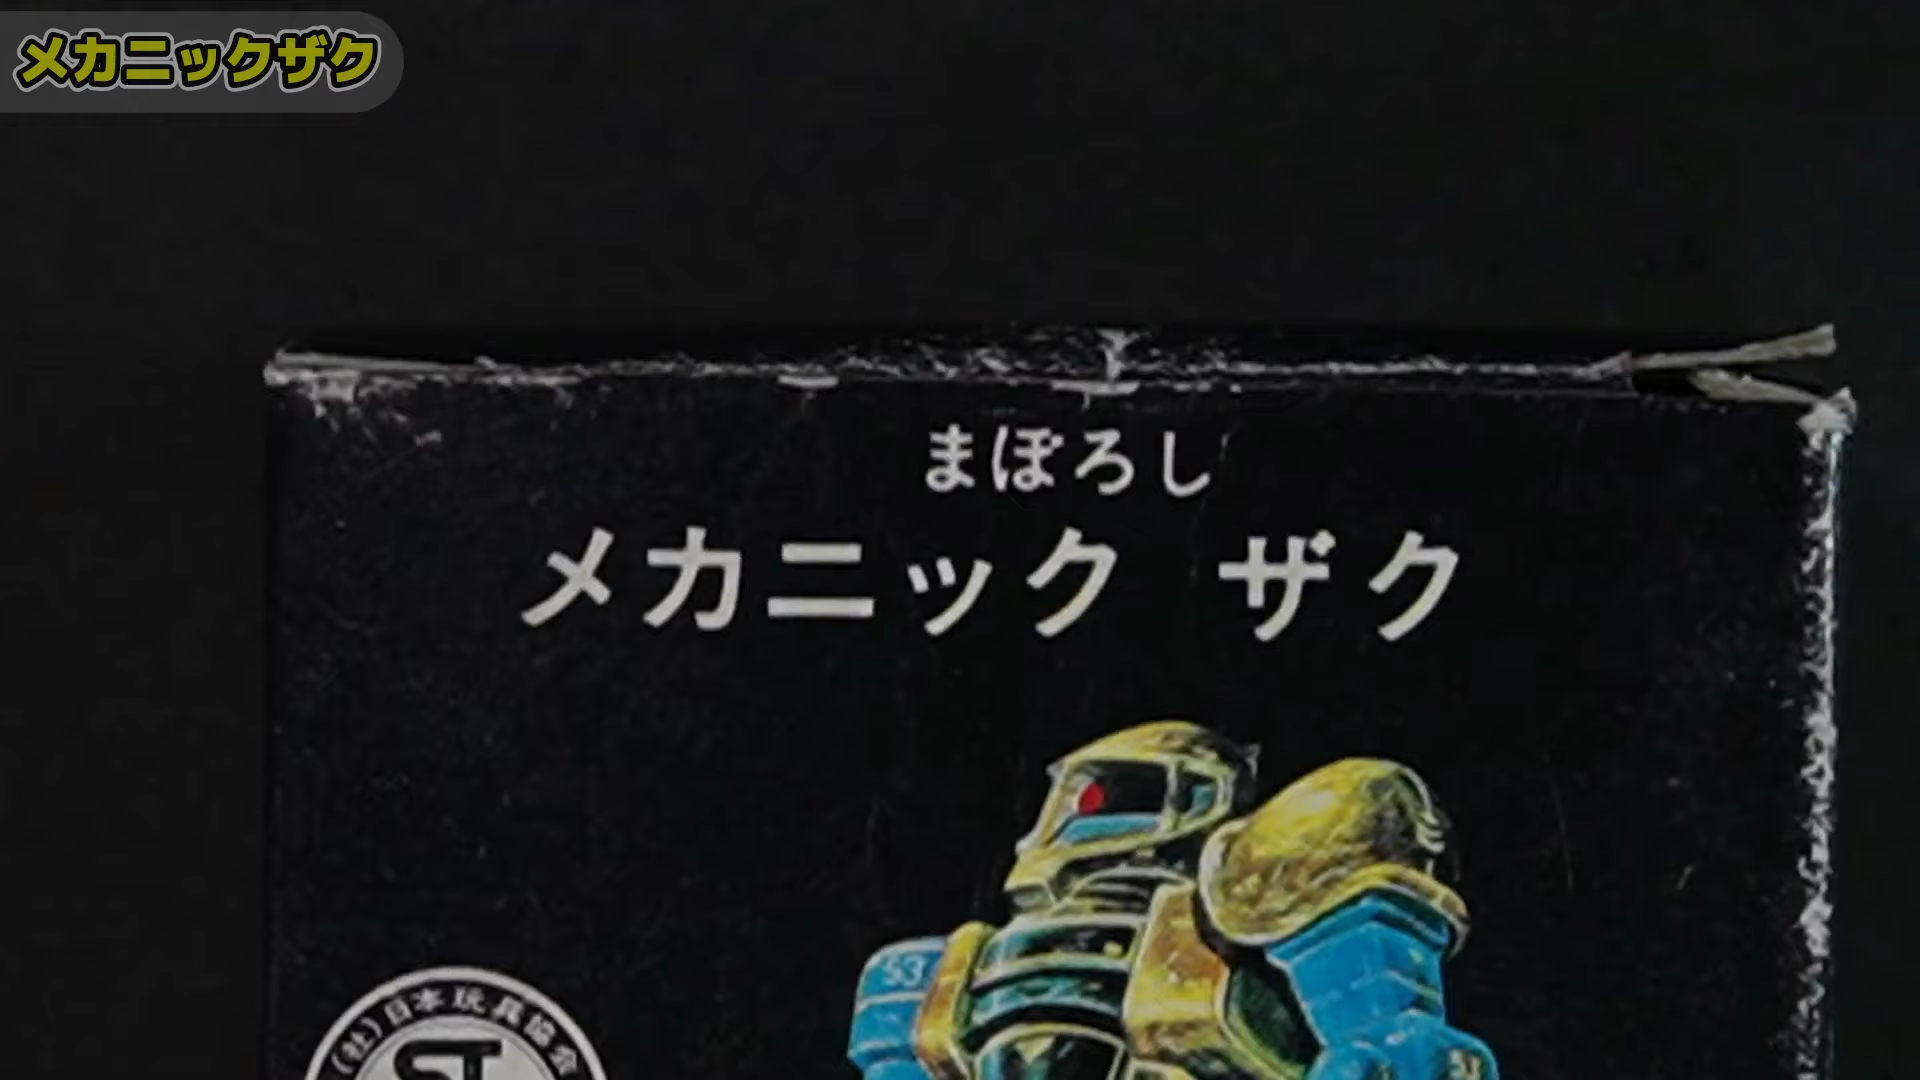 メカニックザク
まぼろし
メカニック ザク
53
(社)日本玩具協会
ST